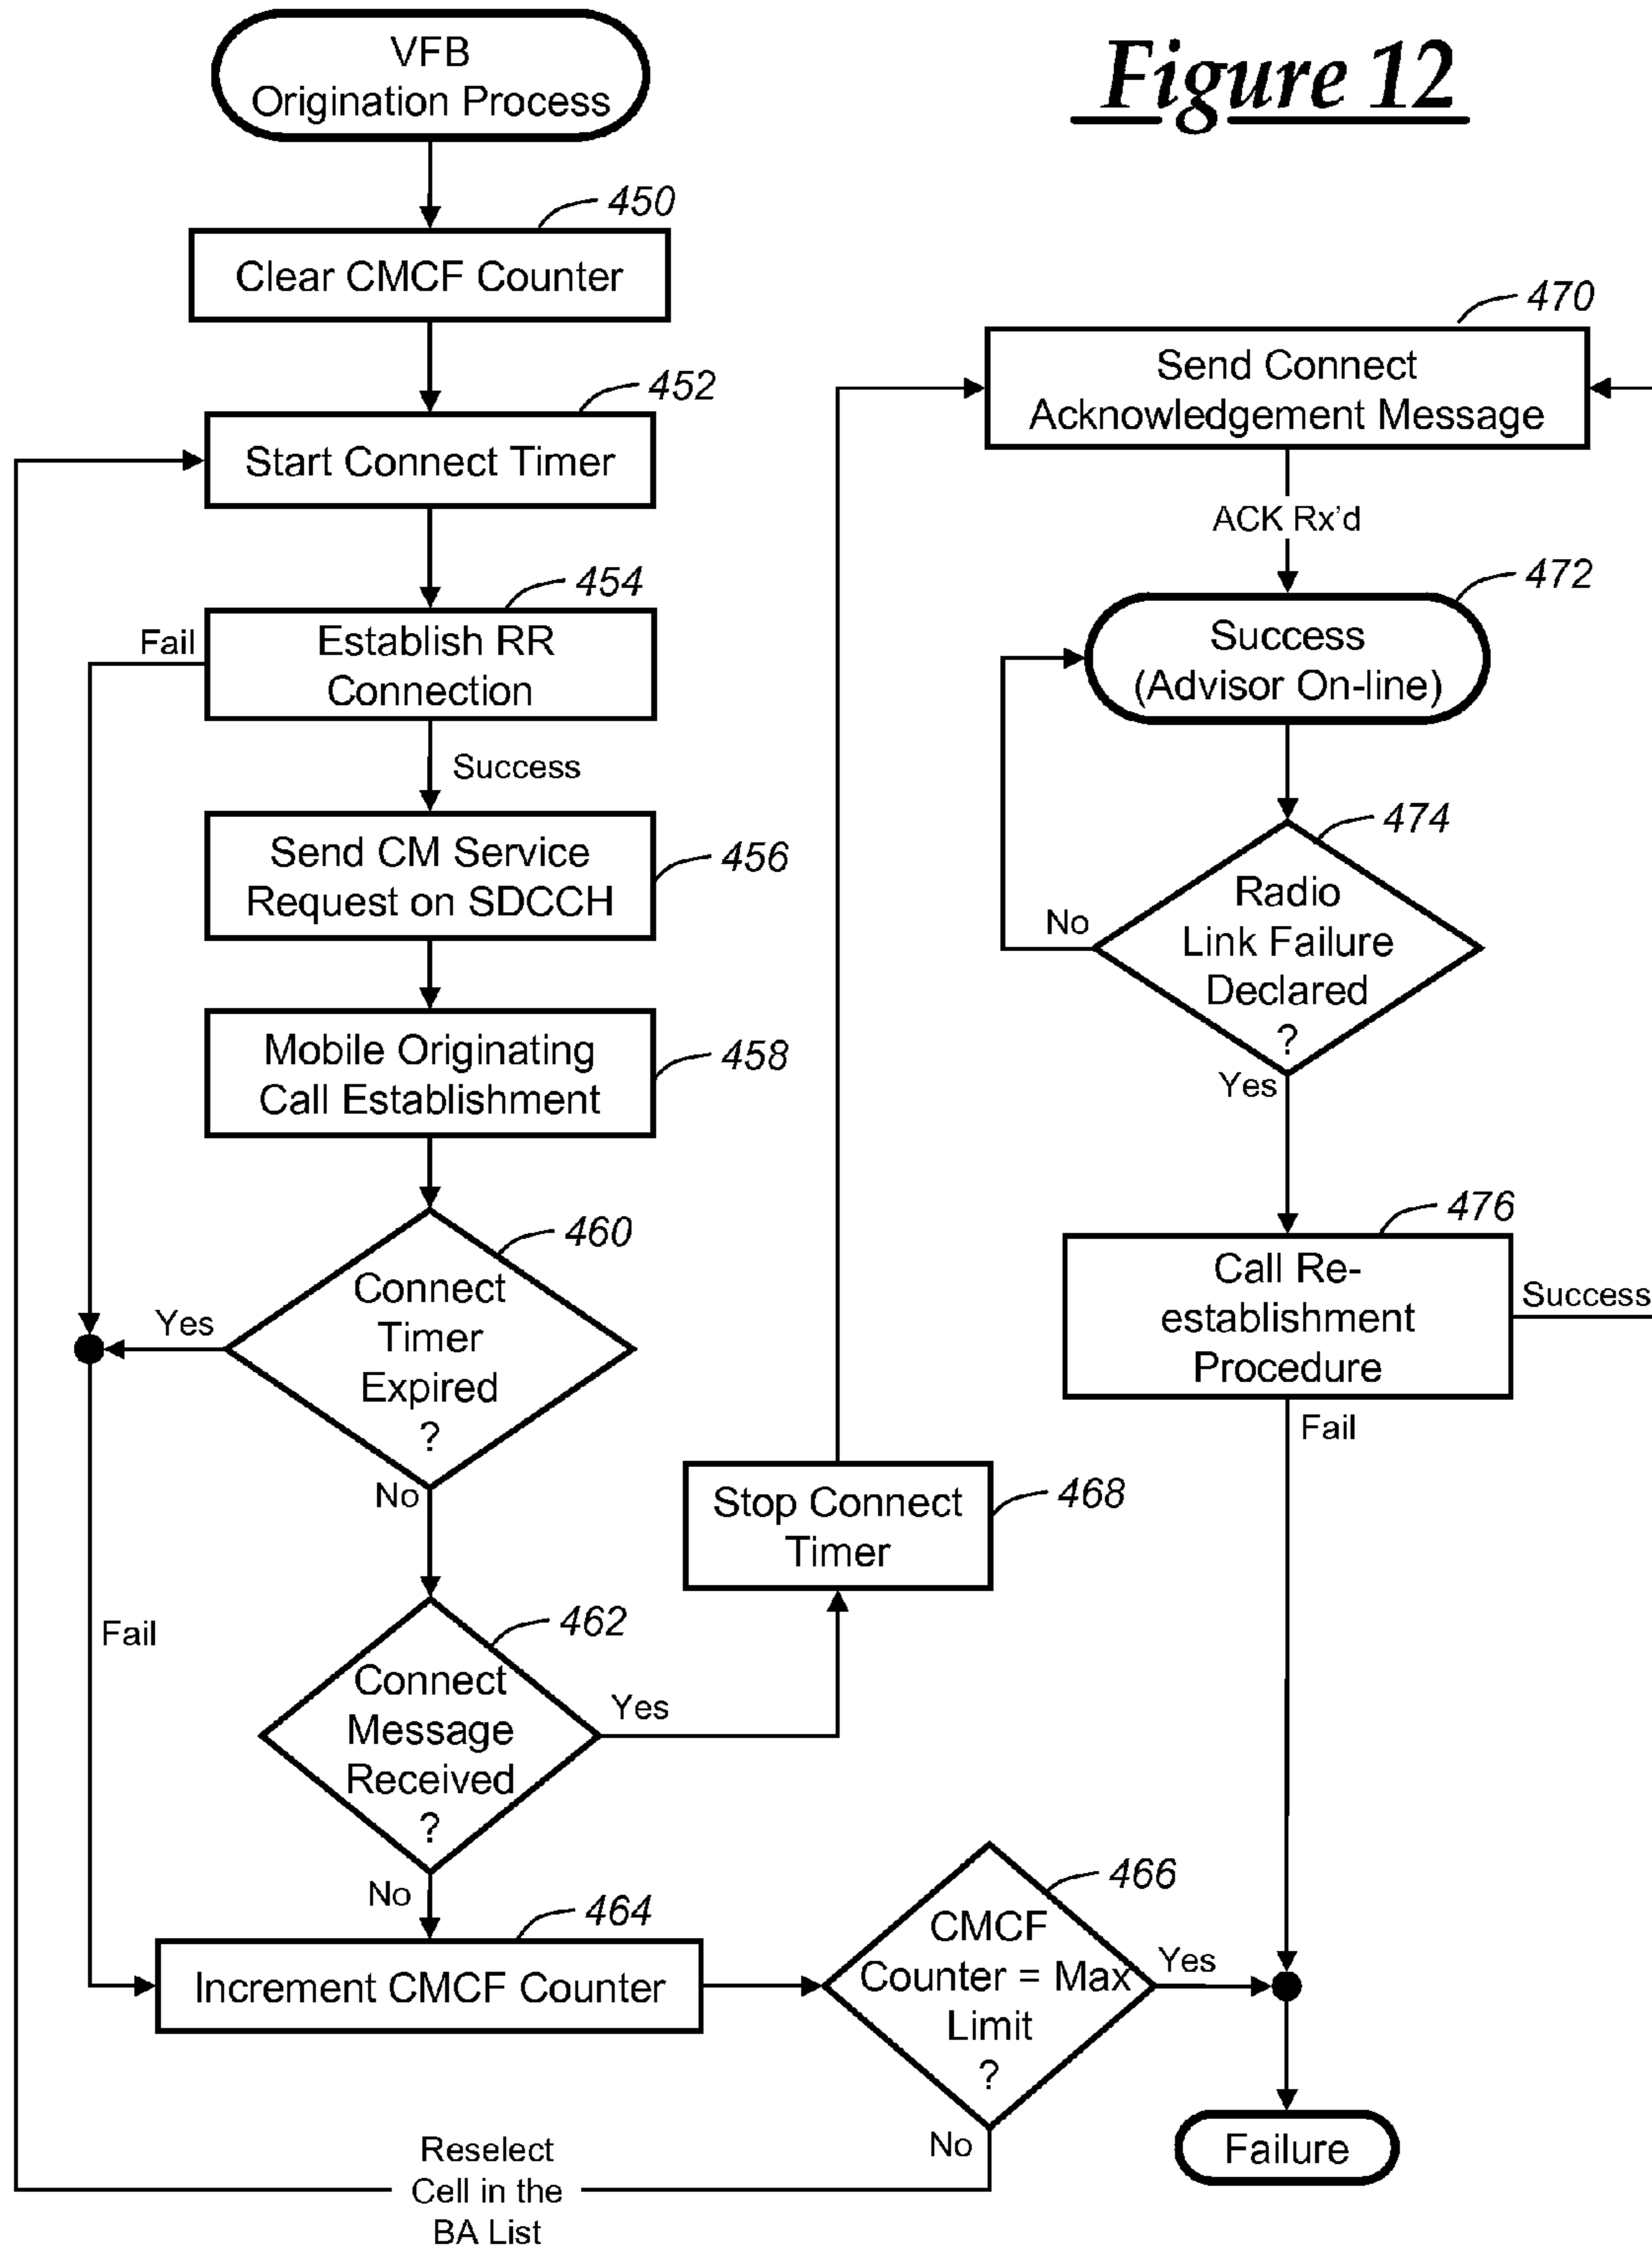 Figure 12
VFB
Origination Process
450
Clear CMCF Counter
452
Start Connect Timer
454
Establish RR
Connection
Fail
Success
456
Send CM Service
Request on SDCCH
458
Mobile Originating
Call Establishment
460
Connect
Timer
Expired
?
Yes
No
Fail
462
Connect
Message
Received
?
Yes
No
464
Increment CMCF Counter
466
CMCF
Counter = Max
Limit
?
Yes
No
Reselect
Cell in the
BA List
468
Stop Connect
Timer
470
Send Connect
Acknowledgement Message
ACK Rx'd
472
Success
(Advisor On-line)
474
Radio
Link Failure
Declared
?
No
Yes
476
Call Re-
establishment
Procedure
Success
Fail
Failure